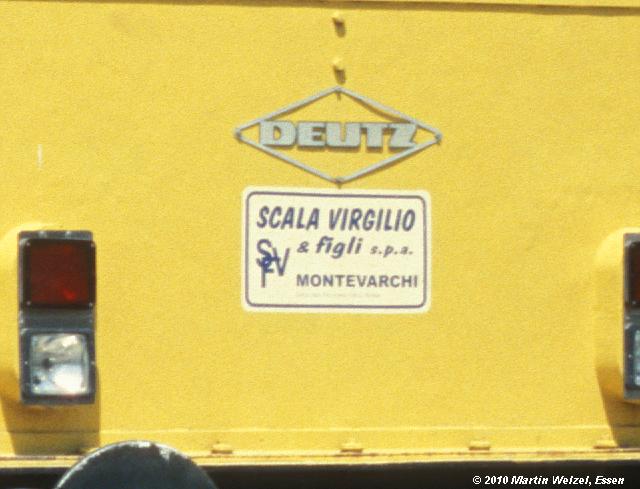 DEUTZ
SCALA VIRGILIO
& figli s.p.a.
SVF
MONTEVARCHI
© 2010 Martin Welzel, Essen